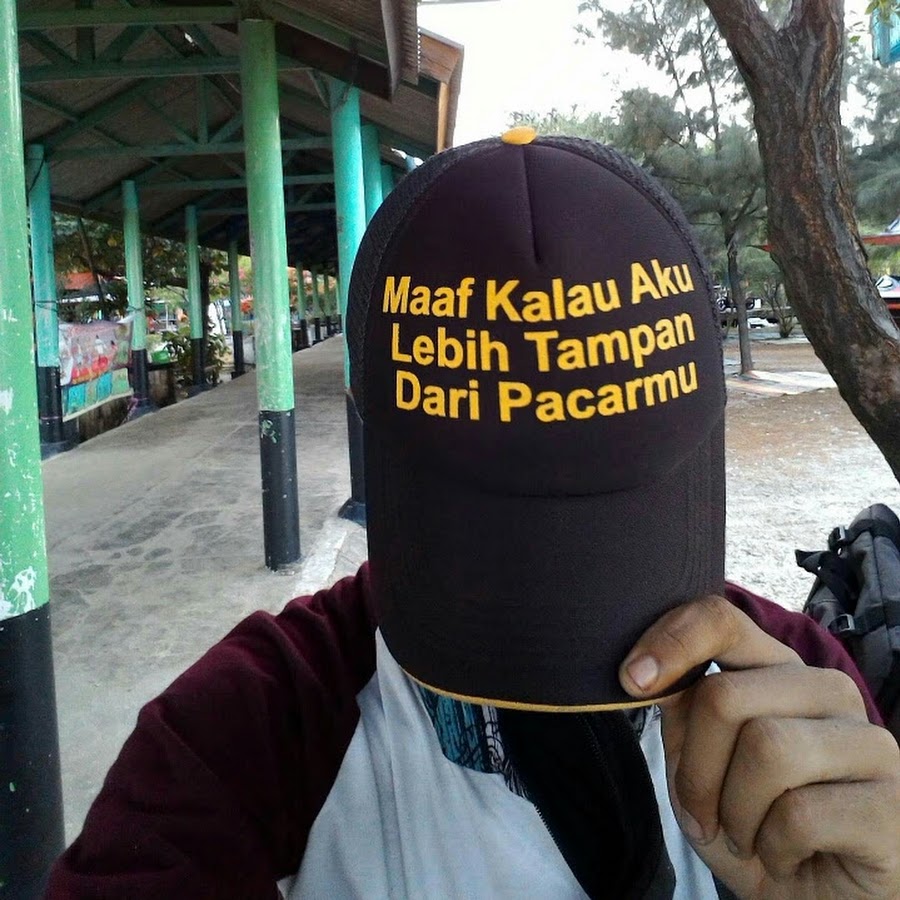 Maaf Kalau Aku
Lebih Tampan
Dari Pacarmu